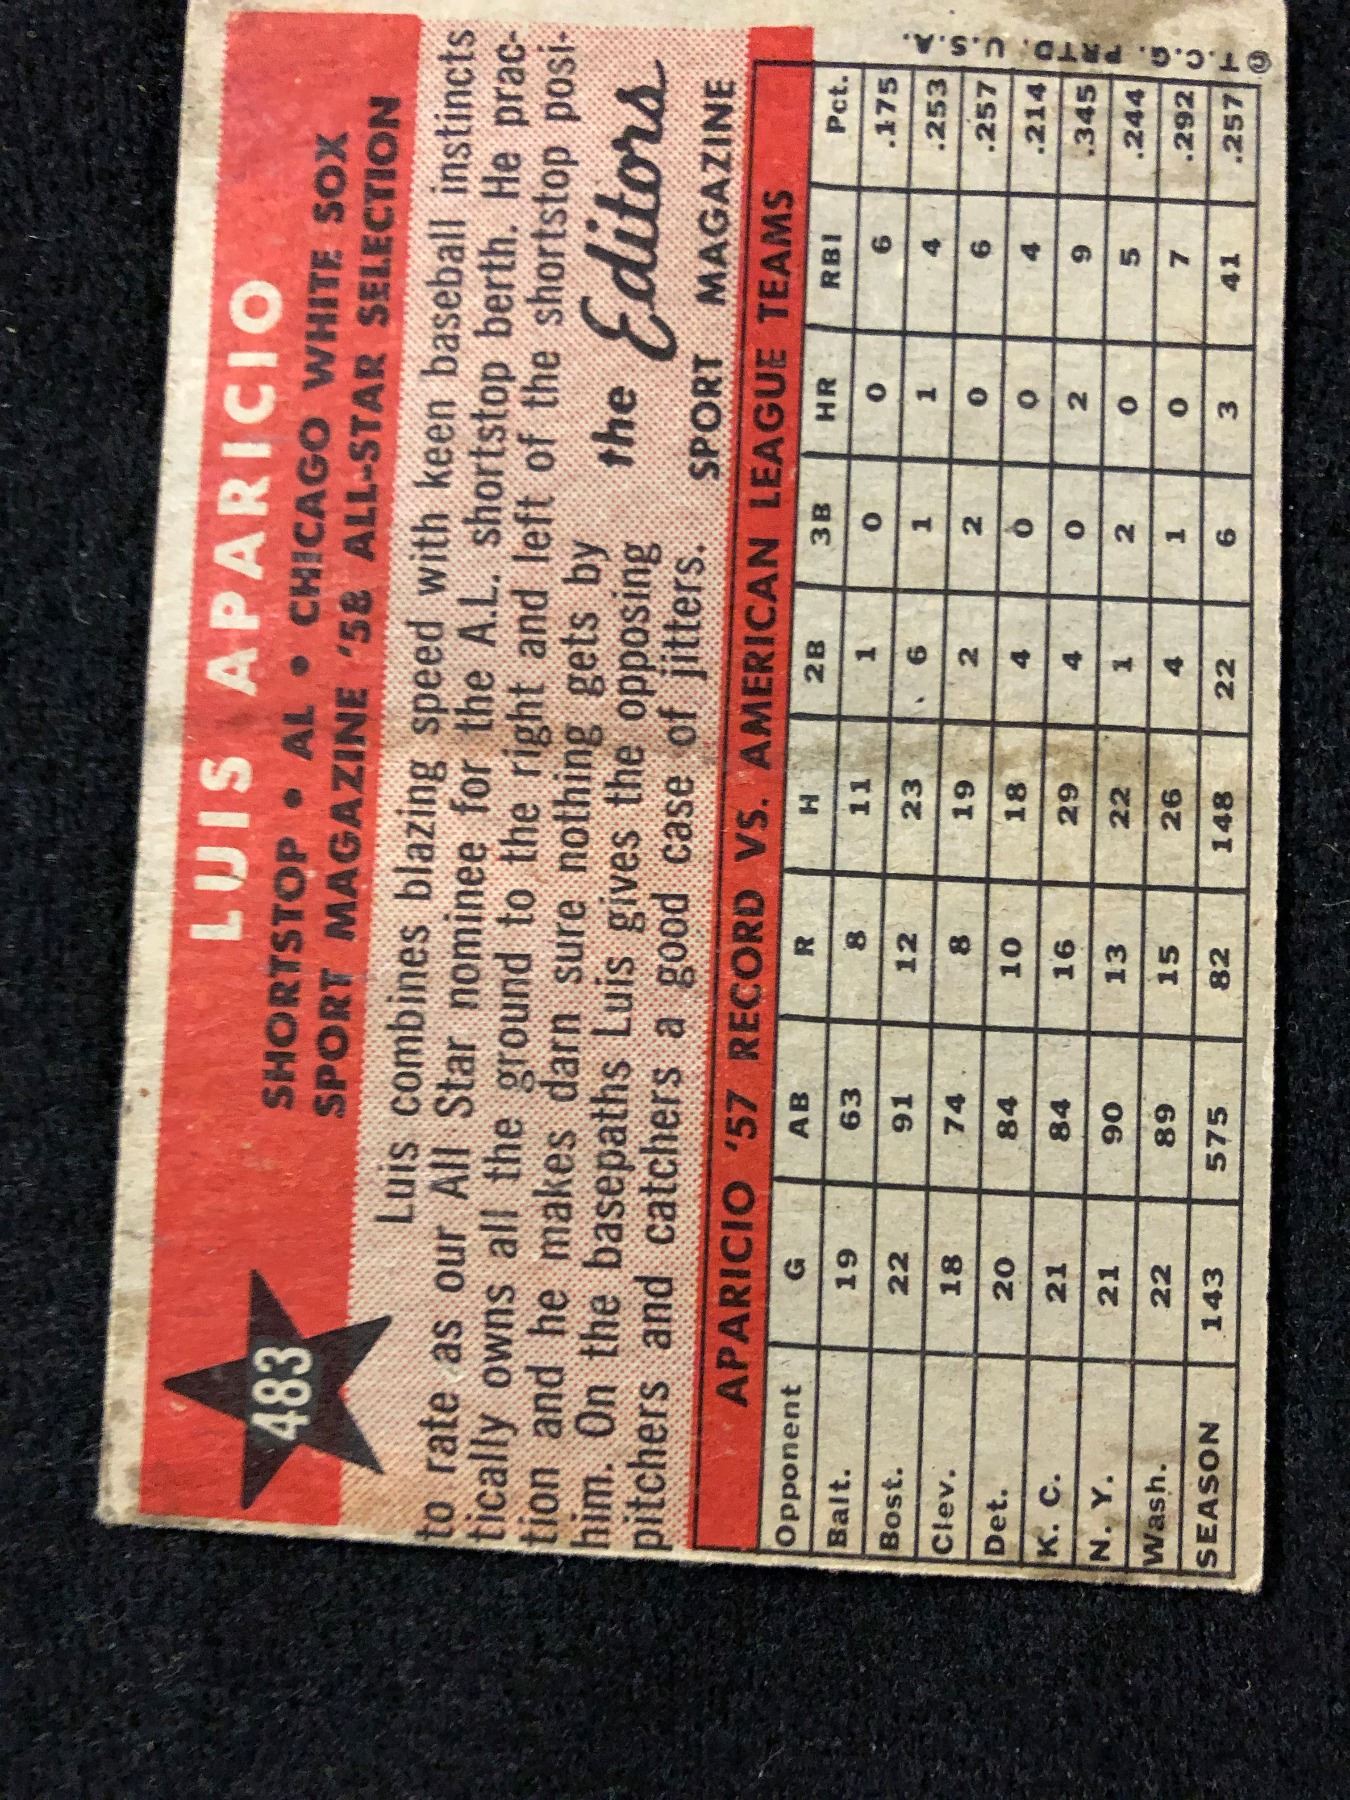 483
LUIS APARICIO
SHORTSTOP • AL • CHICAGO WHITE SOX
SPORT MAGAZINE '58 ALL-STAR SELECTION
Luis combines blazing speed with keen baseball instincts
to rate as our All Star nominee for the A.L. shortstop berth. He prac-
tically owns all the ground to the right and left of the shortstop posi-
tion and he makes darn sure nothing gets by
him. On the basepaths Luis gives the opposing
pitchers and catchers a good case of jitters.
the Editors
SPORT MAGAZINE
APARICIO '57 RECORD VS. AMERICAN LEAGUE TEAMS
Opponent G AB R H 2B 3B HR RBI Pct.
Balt. 19 63 8 11 1 0 0 6 .175
Bost. 22 91 12 23 6 1 1 4 .253
Clev. 18 74 8 19 2 2 0 6 .257
Det. 20 84 10 18 4 0 0 4 .214
K. C. 21 84 16 29 4 0 2 9 .345
N. Y. 21 90 13 22 1 2 0 5 .244
Wash. 22 89 15 26 4 1 0 7 .292
SEASON 143 575 82 148 22 6 3 41 .257
© T.C.G. PRTD. U.S.A.